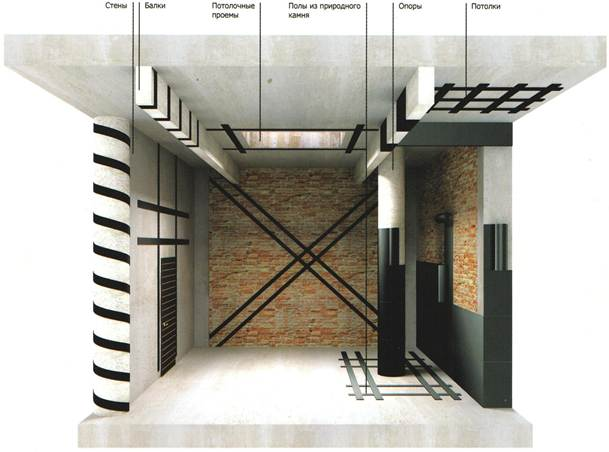 Стены
Балки
Потолочные
проемы
Полы из природного
камня
Опоры
Потолки